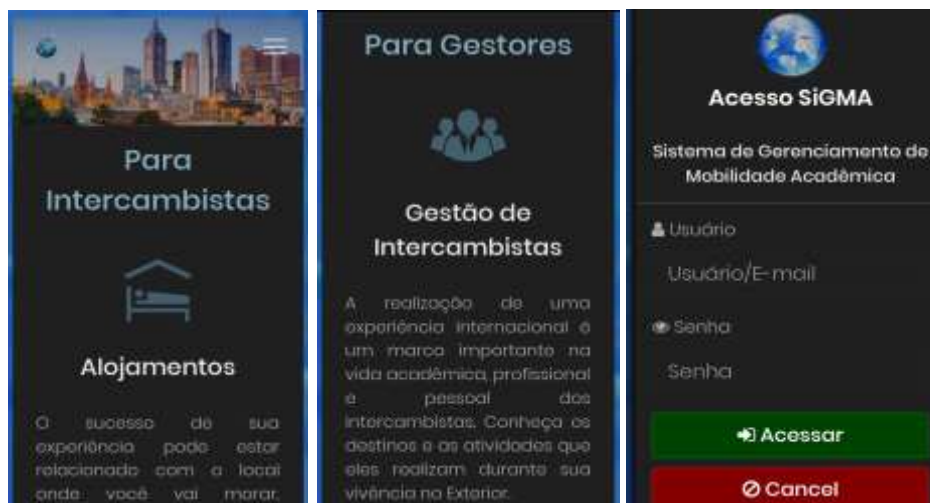 Para
Intercambistas
Alojamentos
O sucesso de sua
experiência pode estar
relacionado com o local
onde você vai morar.
Para Gestores
Gestão de
Intercambistas
A realização de uma
experiência internacional é
um marco importante na
vida acadêmica, profissional
e pessoal dos
intercambistas. Conheça os
destinos e as atividades que
eles realizam durante sua
vivência no Exterior.
Acesso SiGMA
Sistema de Gerenciamento de
Mobilidade Acadêmica
Usuário
Usuário/E-mail
Senha
Senha
Acessar
Cancel